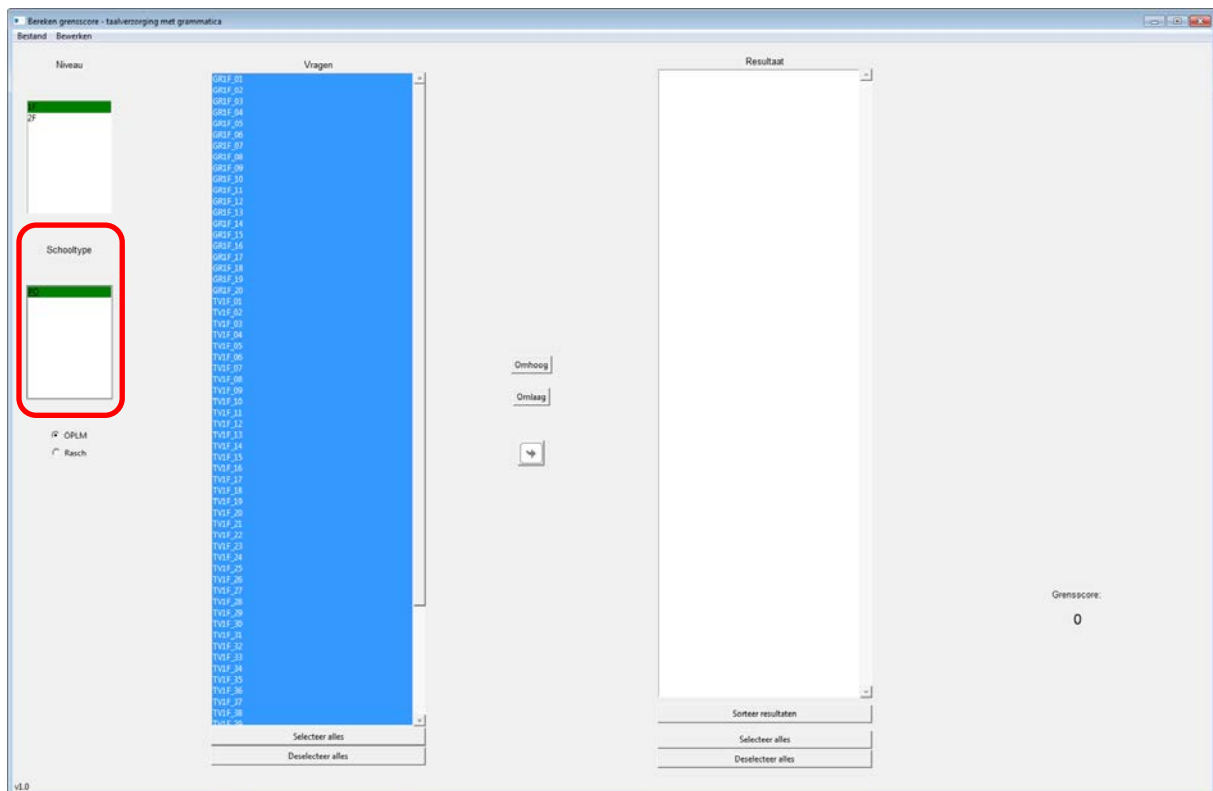 Bereken grensscore - taalverzorging met grammatica
Bestand Bewerken
Niveau
1F
2F
Schooltype
PO
OPLM
Rasch
Vragen
GR1F_01
GR1F_02
GR1F_03
GR1F_04
GR1F_05
GR1F_06
GR1F_07
GR1F_08
GR1F_09
GR1F_10
GR1F_11
GR1F_12
GR1F_13
GR1F_14
GR1F_15
GR1F_16
GR1F_17
GR1F_18
GR1F_19
GR1F_20
TV1F_01
TV1F_02
TV1F_03
TV1F_04
TV1F_05
TV1F_06
TV1F_07
TV1F_08
TV1F_09
TV1F_10
TV1F_11
TV1F_12
TV1F_13
TV1F_14
TV1F_15
TV1F_16
TV1F_17
TV1F_18
TV1F_19
TV1F_20
TV1F_21
TV1F_22
TV1F_23
TV1F_24
TV1F_25
TV1F_26
TV1F_27
TV1F_28
TV1F_29
TV1F_30
TV1F_31
TV1F_32
TV1F_33
TV1F_34
TV1F_35
TV1F_36
TV1F_37
TV1F_38
TV1F_39
Selecteer alles
Deselecteer alles
Omhoog
Omlaag
Resultaat
Sorteer resultaten
Selecteer alles
Deselecteer alles
Grensscore:
0
v1.0